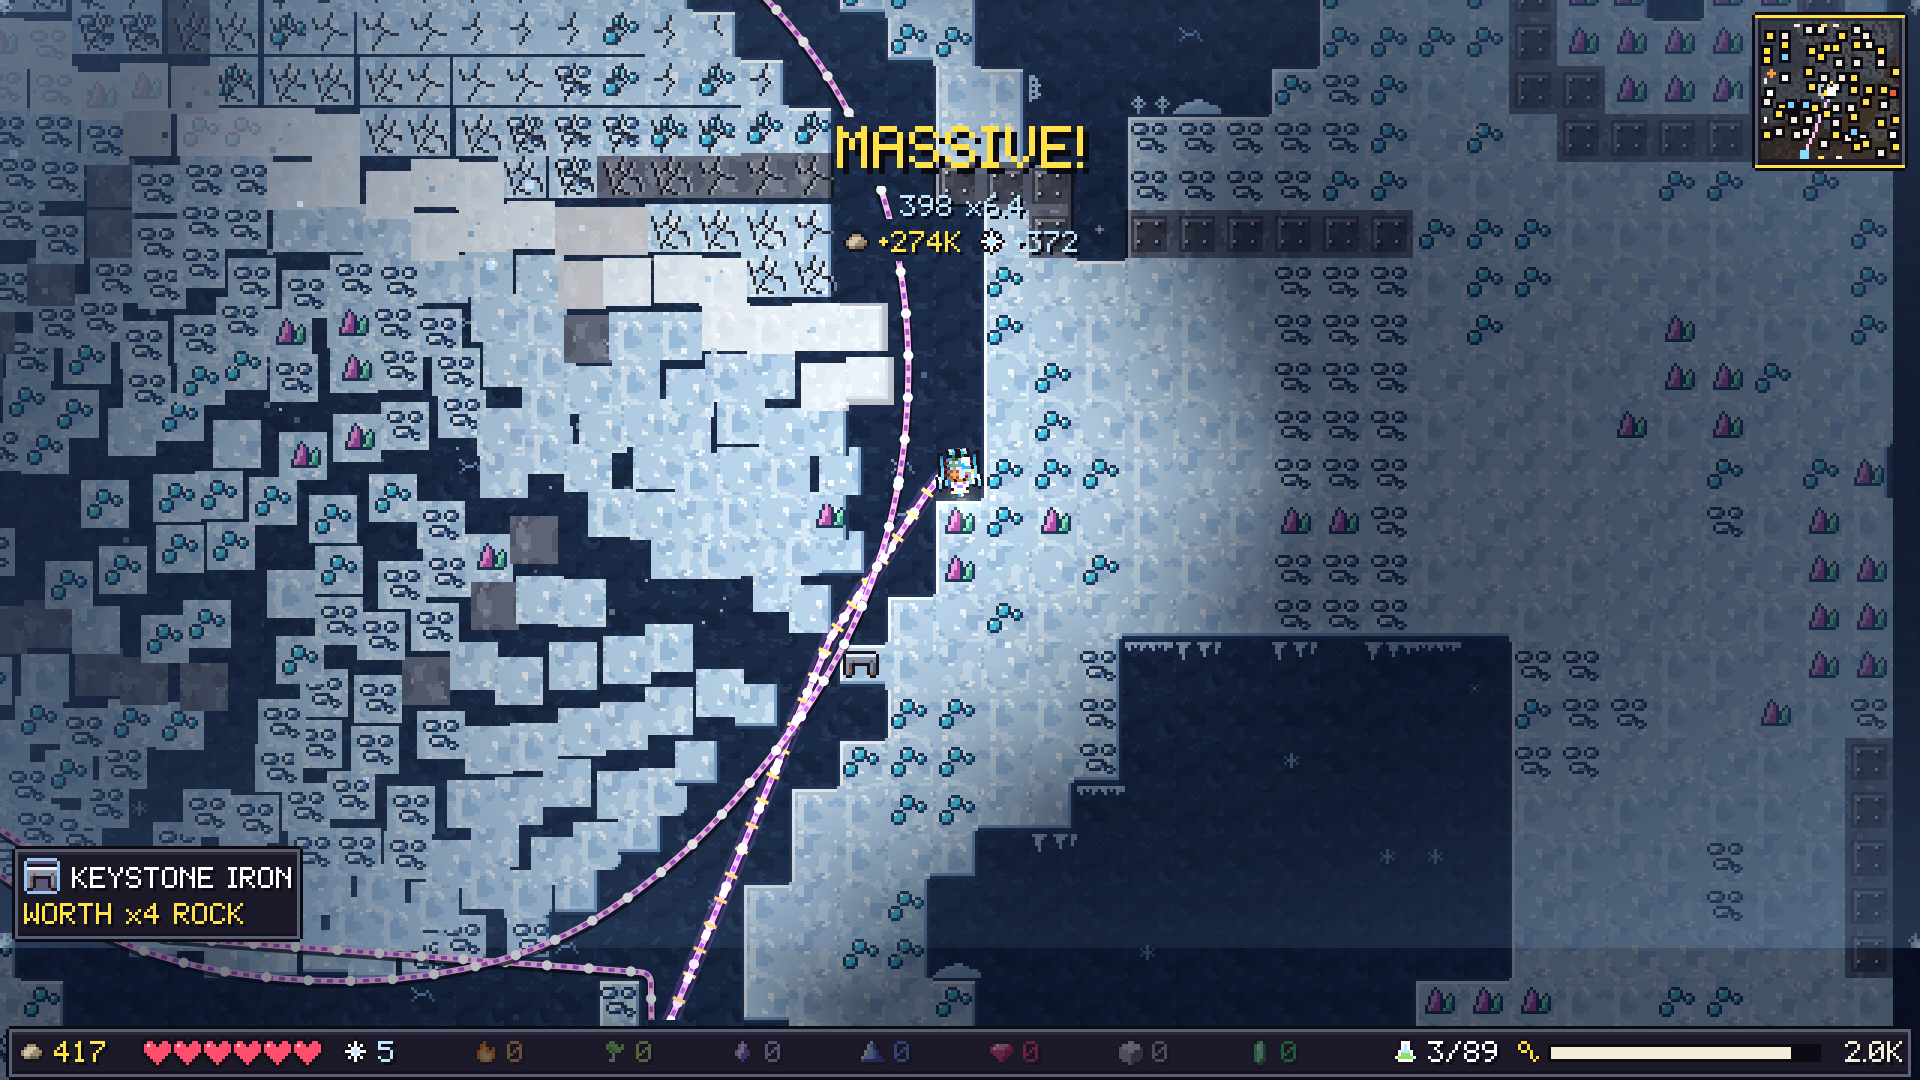 MASSIVE!
398 x6.4
+274K +372
KEYSTONE IRON
WORTH x4 ROCK
417 5 0 0 0 0 0 0 0 3/89 2.0K